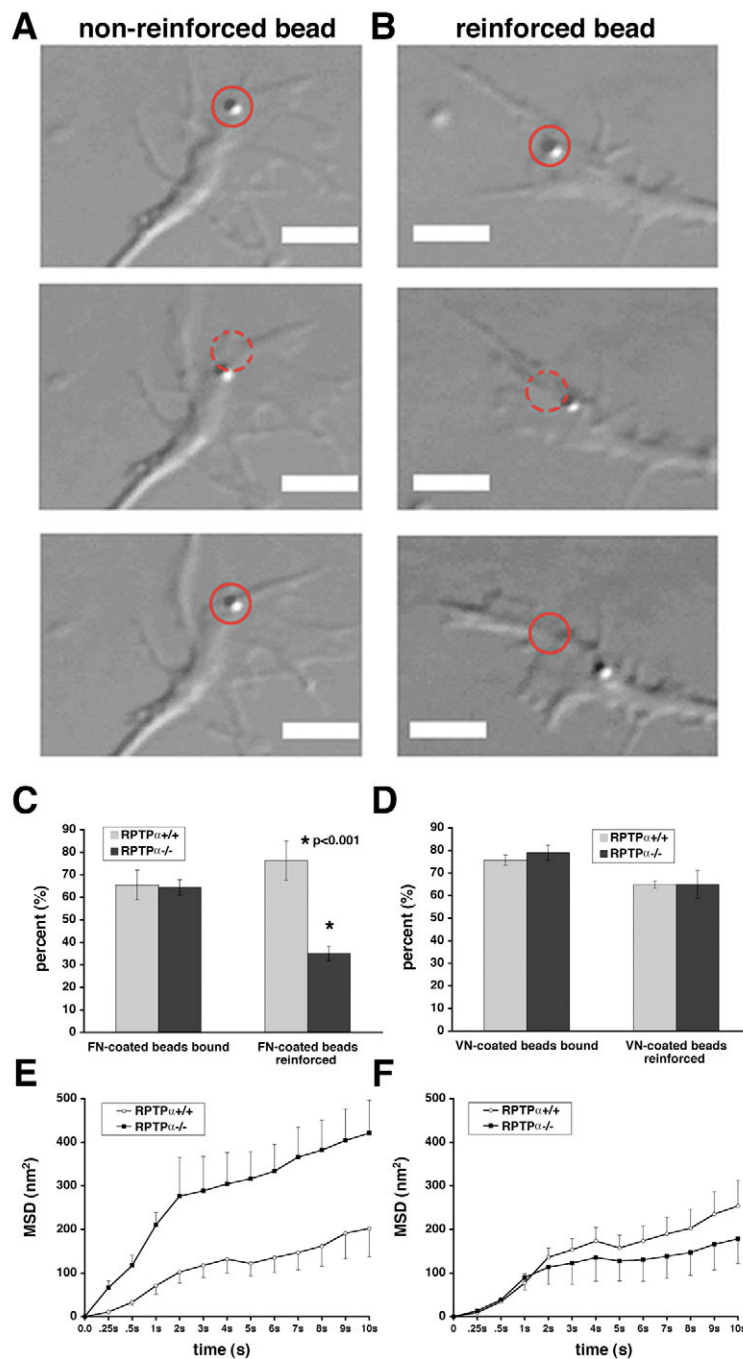 A non-reinforced bead
B reinforced bead
C
RPTPα+/+
RPTPα-/-
* p<0.001
*
percent (%)
90
80
70
60
50
40
30
20
10
0
FN-coated beads bound
FN-coated beads
reinforced
D
RPTPα+/+
RPTPα-/-
percent (%)
90
80
70
60
50
40
30
20
10
0
VN-coated beads bound
VN-coated beads
reinforced
E
RPTPα+/+
RPTPα-/-
MSD (nm²)
500
400
300
200
100
0
0.0 .25s .5s 1s 2s 3s 4s 5s 6s 7s 8s 9s 10s
time (s)
F
RPTPα+/+
RPTPα-/-
MSD (nm²)
500
400
300
200
100
0
0.0 .25s .5s 1s 2s 3s 4s 5s 6s 7s 8s 9s 10s
time (s)